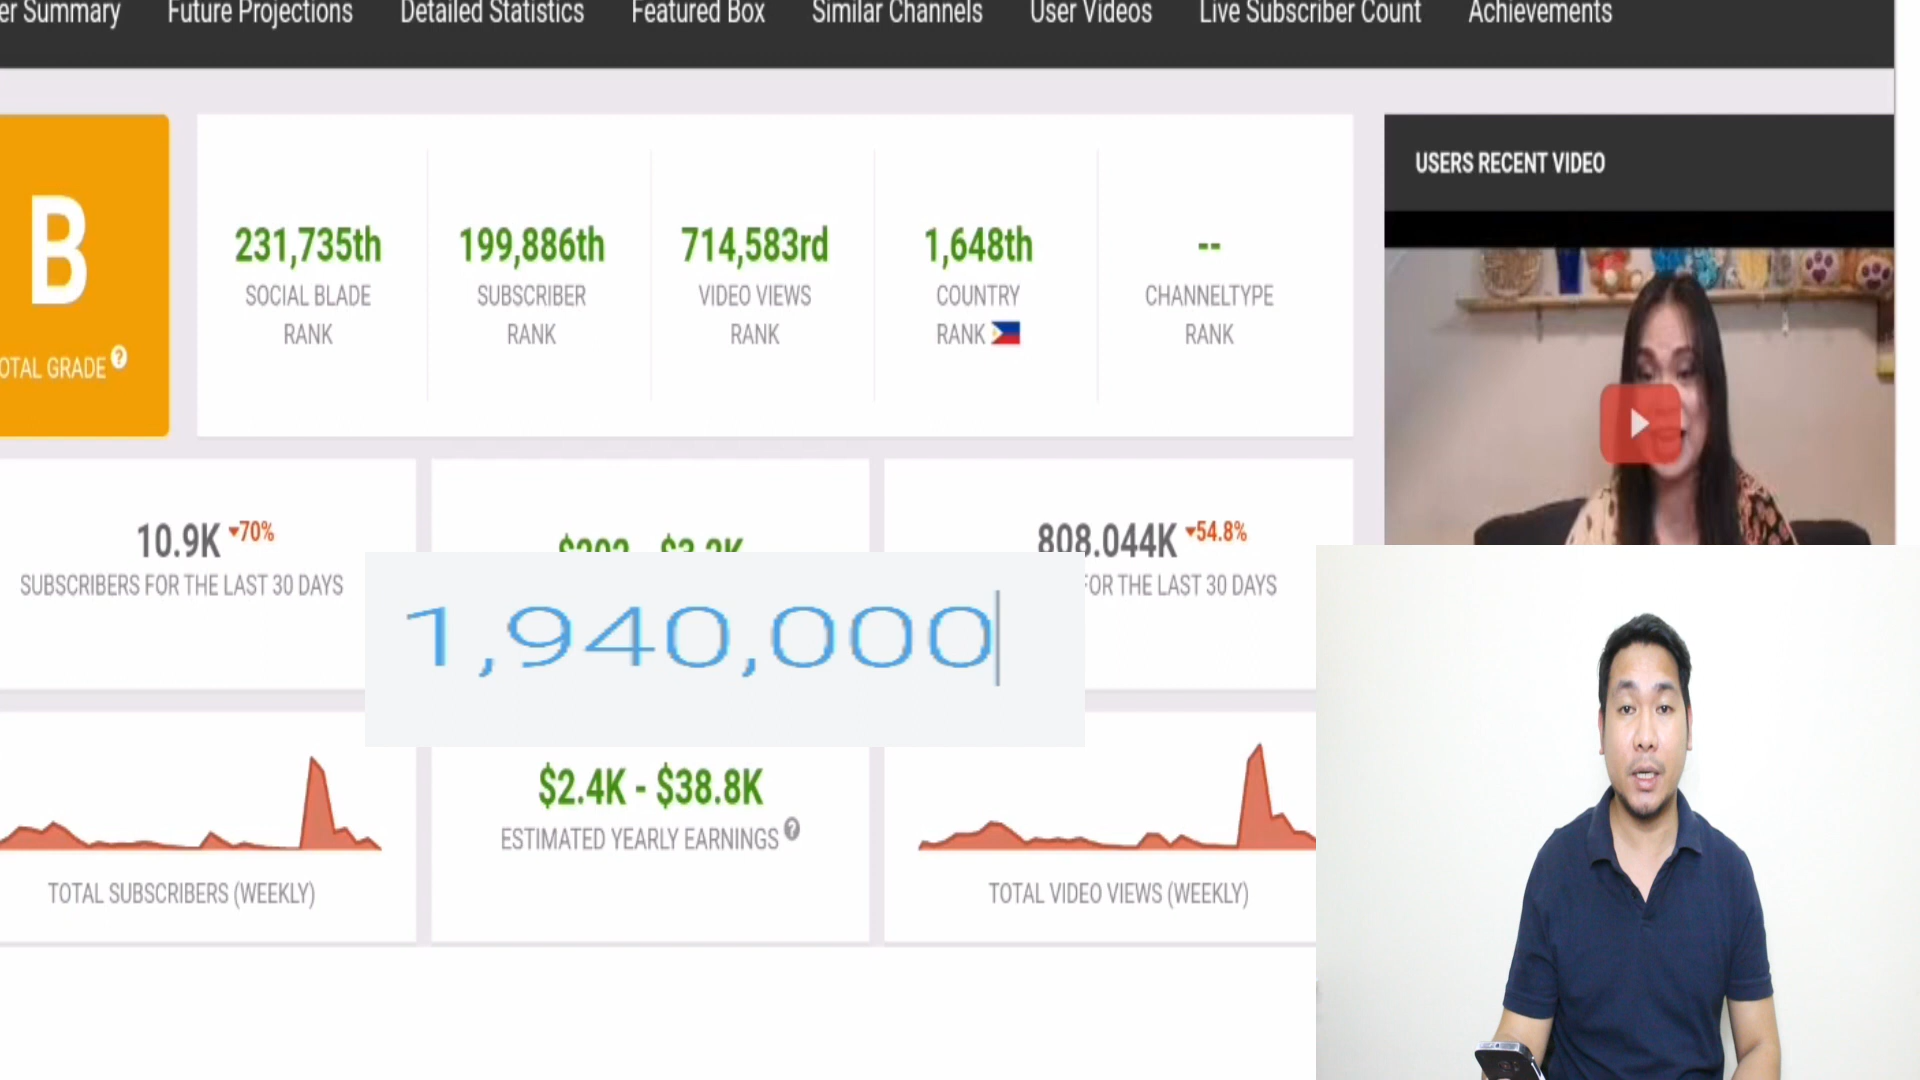 er Summary Future Projections Detailed Statistics Featured Box Similar Channels User Videos Live Subscriber Count Achievements
B
OTAL GRADE ?
231,735th
SOCIAL BLADE
RANK
199,886th
SUBSCRIBER
RANK
714,583rd
VIDEO VIEWS
RANK
1,648th
COUNTRY
RANK
--
CHANNELTYPE
RANK
USERS RECENT VIDEO
10.9K 70%
SUBSCRIBERS FOR THE LAST 30 DAYS
808.044K 54.8%
FOR THE LAST 30 DAYS
1,940,000
$2.4K - $38.8K
ESTIMATED YEARLY EARNINGS ?
TOTAL SUBSCRIBERS (WEEKLY)
TOTAL VIDEO VIEWS (WEEKLY)